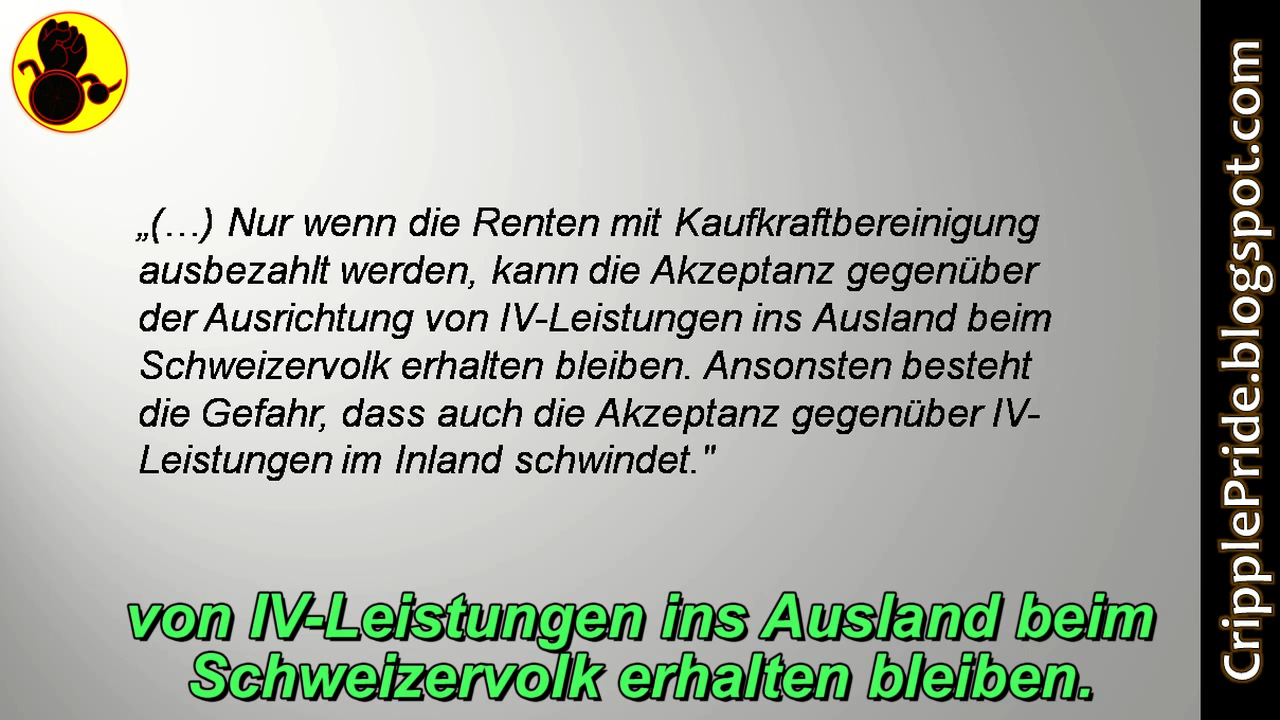 „(…) Nur wenn die Renten mit Kaufkraftbereinigung
ausbezahlt werden, kann die Akzeptanz gegenüber
der Ausrichtung von IV-Leistungen ins Ausland beim
Schweizervolk erhalten bleiben. Ansonsten besteht
die Gefahr, dass auch die Akzeptanz gegenüber IV-
Leistungen im Inland schwindet."
von IV-Leistungen ins Ausland beim
Schweizervolk erhalten bleiben.
CripplePride.blogspot.com